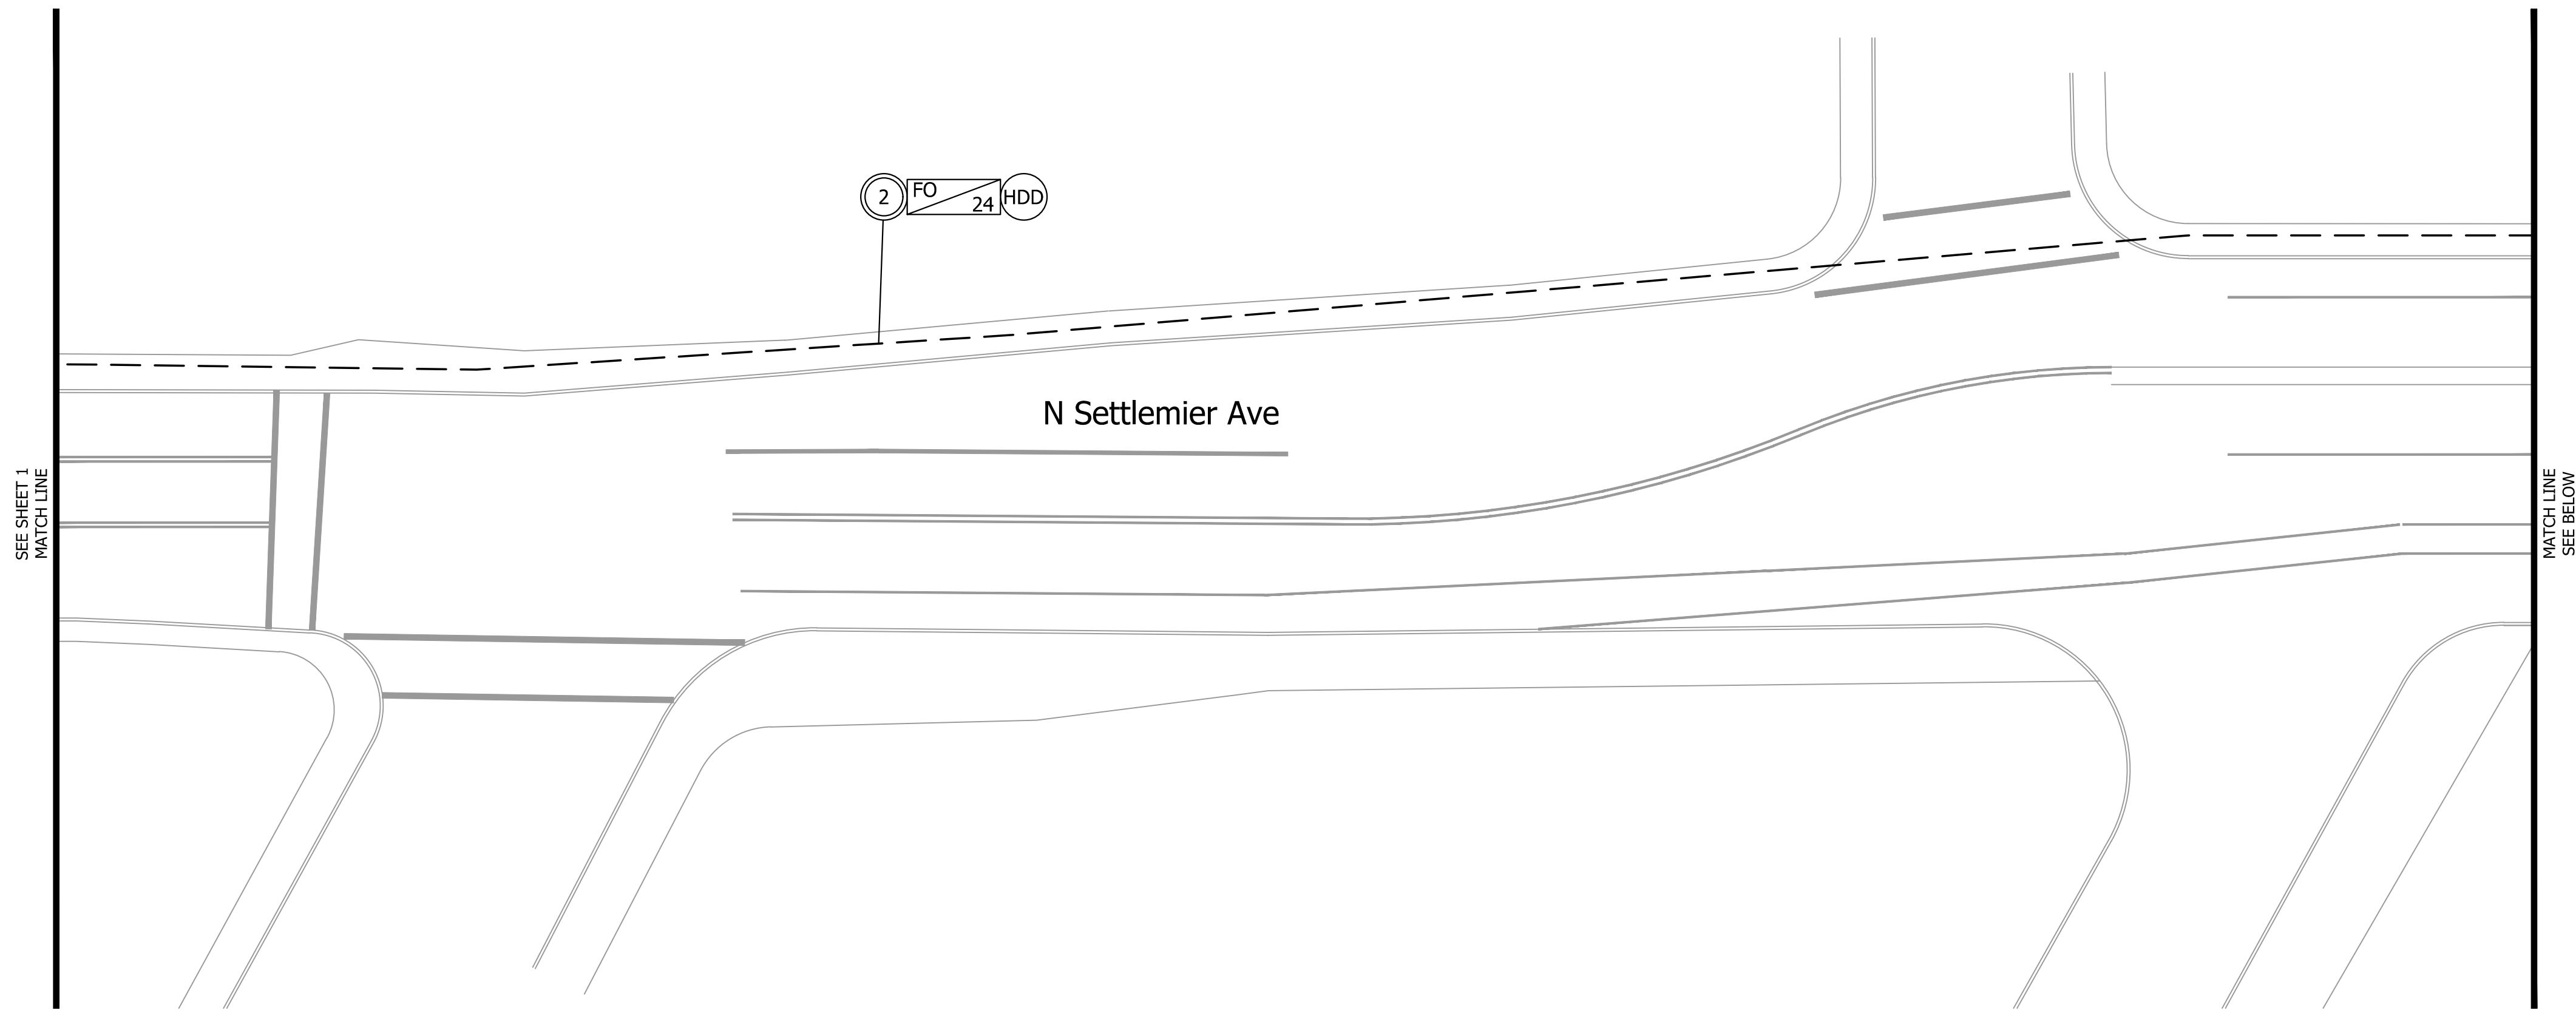 2 FO 24 HDD
N Settlemier Ave
SEE SHEET 1
MATCH LINE
MATCH LINE
SEE BELOW